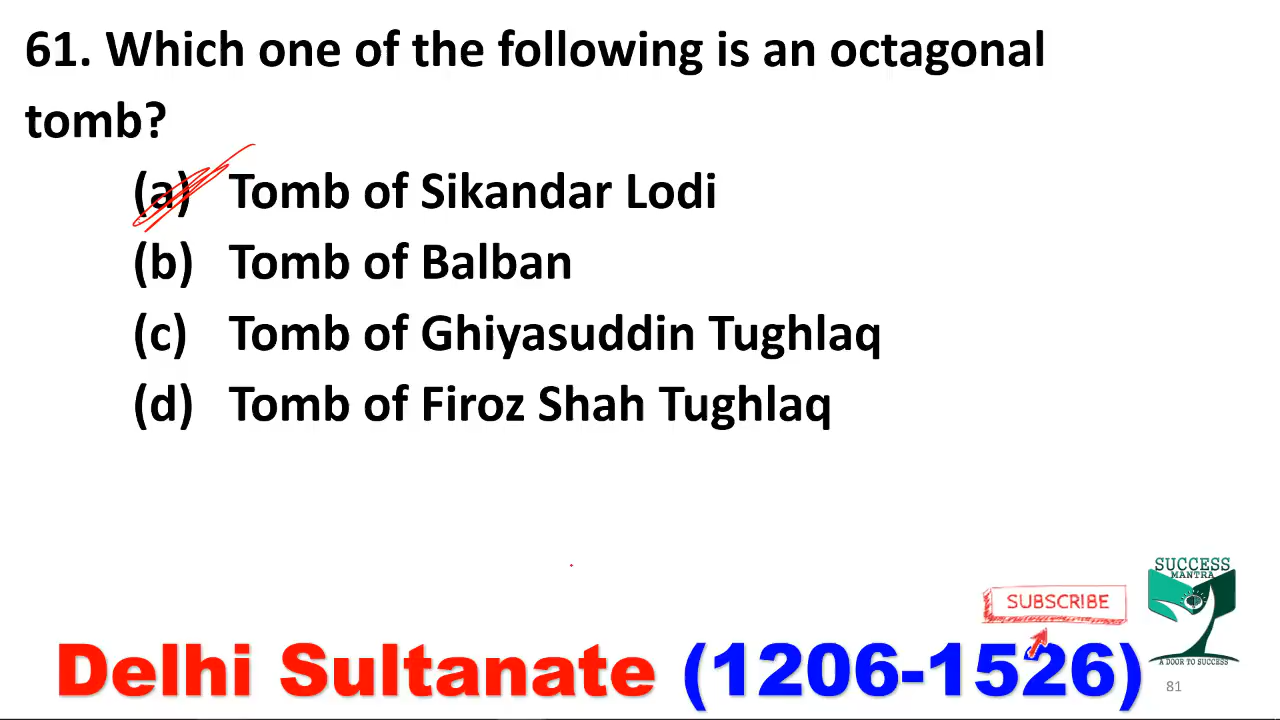 61. Which one of the following is an octagonal
tomb?
(a) Tomb of Sikandar Lodi
(b) Tomb of Balban
(c) Tomb of Ghiyasuddin Tughlaq
(d) Tomb of Firoz Shah Tughlaq
SUCCESS
MANTRA
SUBSCRIBE
A DOOR TO SUCCESS
Delhi Sultanate (1206-1526)
81